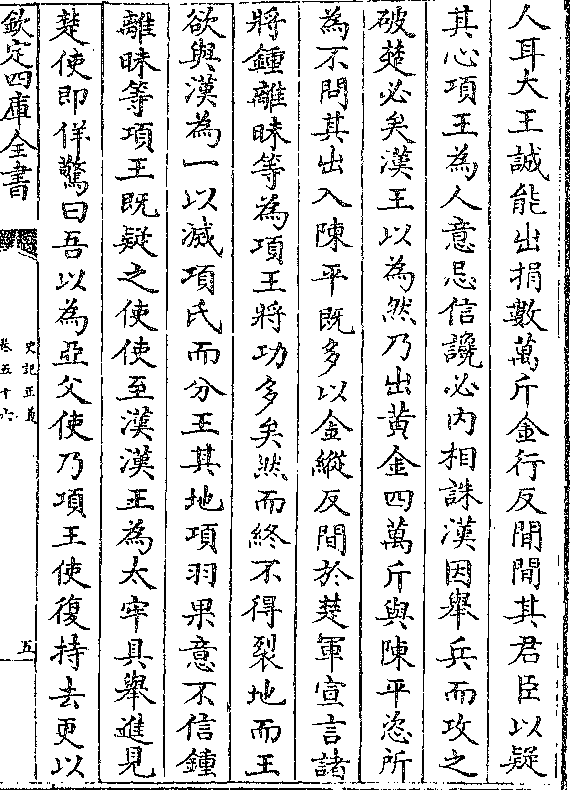 人耳大王誠能出捐數萬斤金行反間間其君臣以疑
其心項王為人意忌信讒必内相誅漢因舉兵而攻之
破楚必矣漢王以為然乃出黄金四萬斤與陳平恣所
為不問其出入陳平既多以金縱反間於楚軍宣言諸
將鍾離眛等為項王將功多矣然而終不得裂地而王
欲與漢為一以滅項氏而分王其地項羽果意不信鍾
離眛等項王既疑之使使至漢漢王為太牢具舉進見
楚使即佯驚曰吾以為亞父使乃項王使復持去更以
欽定四庫全書
史記正義
卷五十六
五